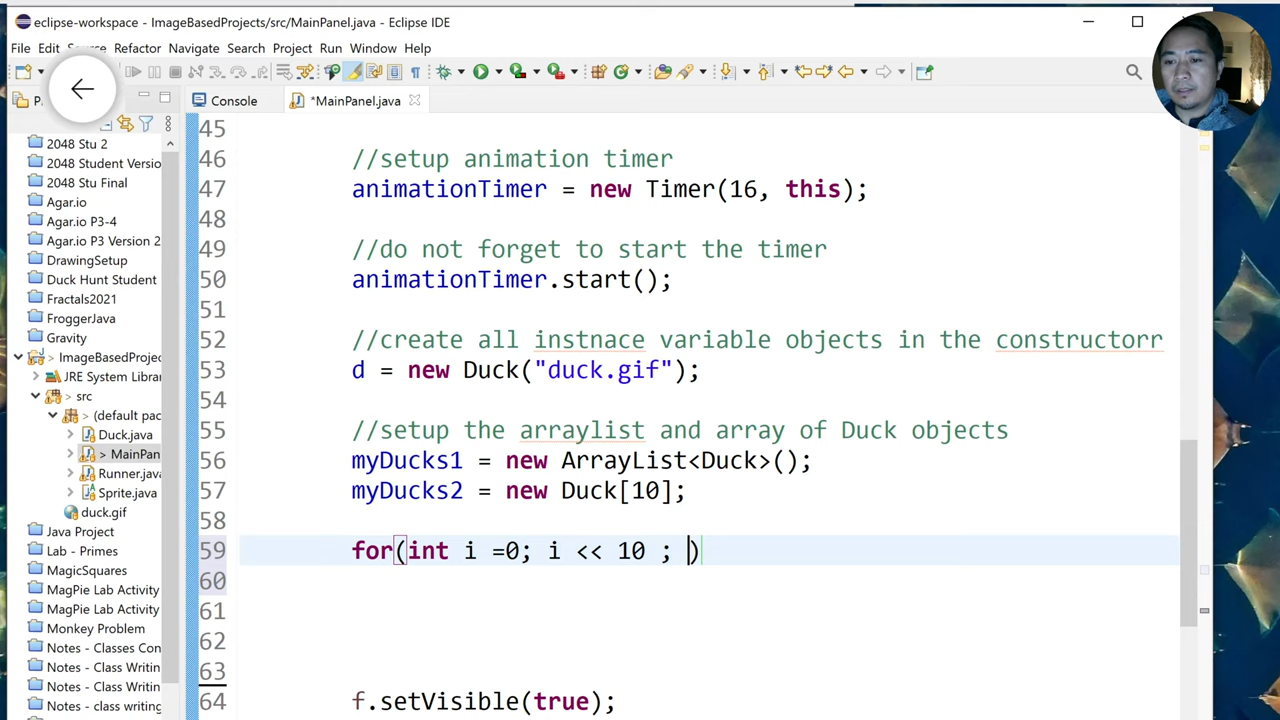 eclipse-workspace - ImageBasedProjects/src/MainPanel.java - Eclipse IDE
File Edit Source Refactor Navigate Search Project Run Window Help
P
Console
*MainPanel.java
2048 Stu 2
2048 Student Versio
2048 Stu Final
Agar.io
Agar.io P3-4
Agar.io P3 Version 2
DrawingSetup
Duck Hunt Student
Fractals2021
FroggerJava
Gravity
> ImageBasedProjec
JRE System Librar
src
(default pac
Duck.java
> MainPan
Runner.java
Sprite.java
duck.gif
Java Project
Lab - Primes
MagicSquares
MagPie Lab Activity
MagPie Lab Activity
Monkey Problem
Notes - Classes Con
Notes - Class Writing
Notes - Class Writing
Notes - class writing
45
46 //setup animation timer
47 animationTimer = new Timer(16, this);
48
49 //do not forget to start the timer
50 animationTimer.start();
51
52 //create all instnace variable objects in the constructorr
53 d = new Duck("duck.gif");
54
55 //setup the arraylist and array of Duck objects
56 myDucks1 = new ArrayList<Duck>();
57 myDucks2 = new Duck[10];
58
59 for(int i =0; i << 10 ; )
60
61
62
63
64 f.setVisible(true);